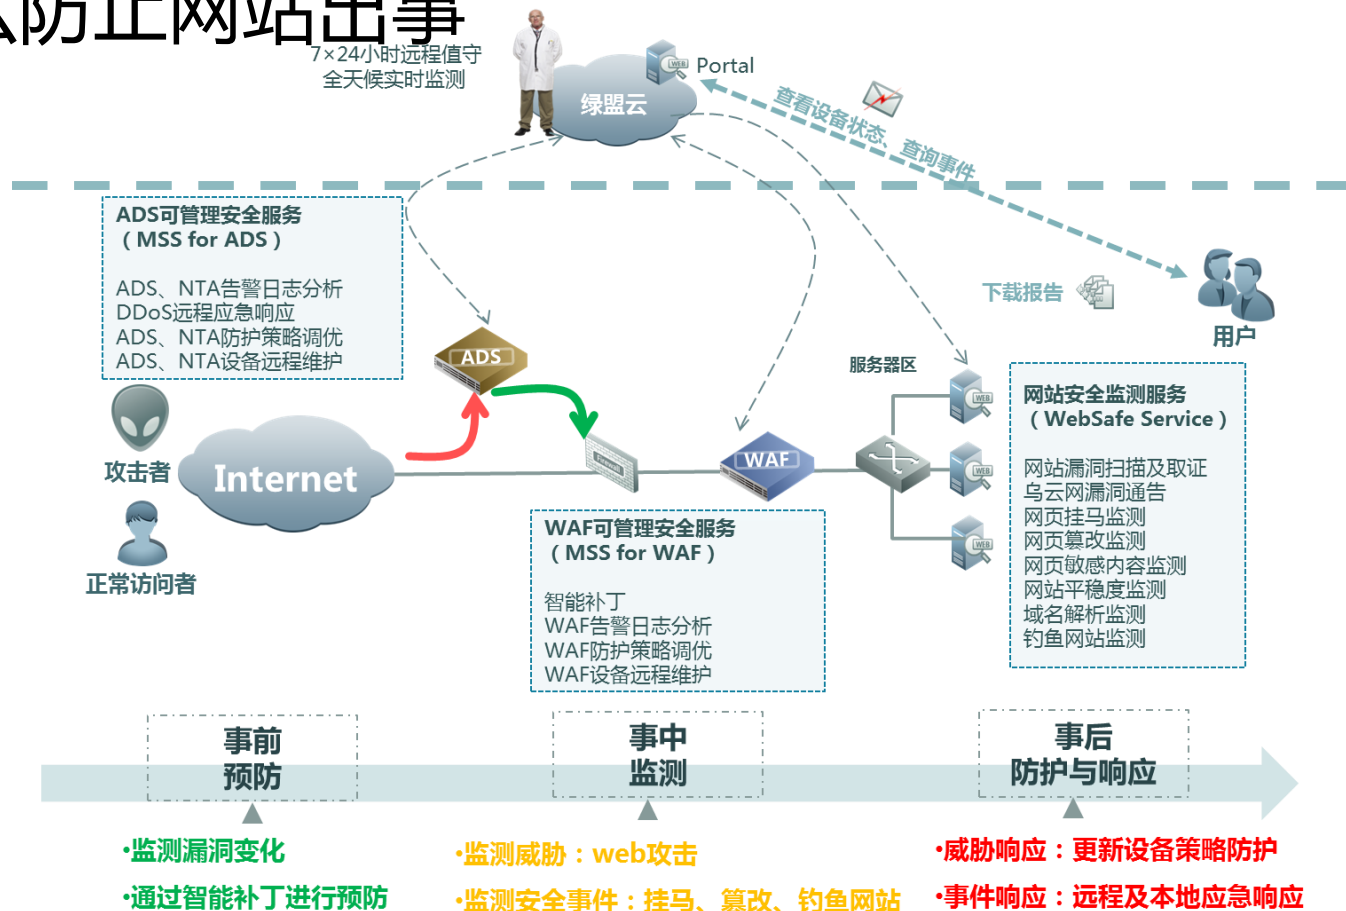 防止网站出事
7×24小时远程值守
全天候实时监测
绿盟云
WEB
Portal
查看设备状态、查询事件
ADS可管理安全服务
（MSS for ADS）
ADS、NTA告警日志分析
DDoS远程应急响应
ADS、NTA防护策略调优
ADS、NTA设备远程维护
下载报告
用户
ADS
服务器区
攻击者
Internet
Firewall
WAF
WEB
WEB
WEB
正常访问者
网站安全监测服务
（WebSafe Service）
网站漏洞扫描及取证
乌云网漏洞通告
网页挂马监测
网页篡改监测
网页敏感内容监测
网站平稳度监测
域名解析监测
钓鱼网站监测
WAF可管理安全服务
（MSS for WAF）
智能补丁
WAF告警日志分析
WAF防护策略调优
WAF设备远程维护
事前
预防
事中
监测
事后
防护与响应
•监测漏洞变化
•通过智能补丁进行预防
•监测威胁：web攻击
•监测安全事件：挂马、篡改、钓鱼网站
•威胁响应：更新设备策略防护
•事件响应：远程及本地应急响应